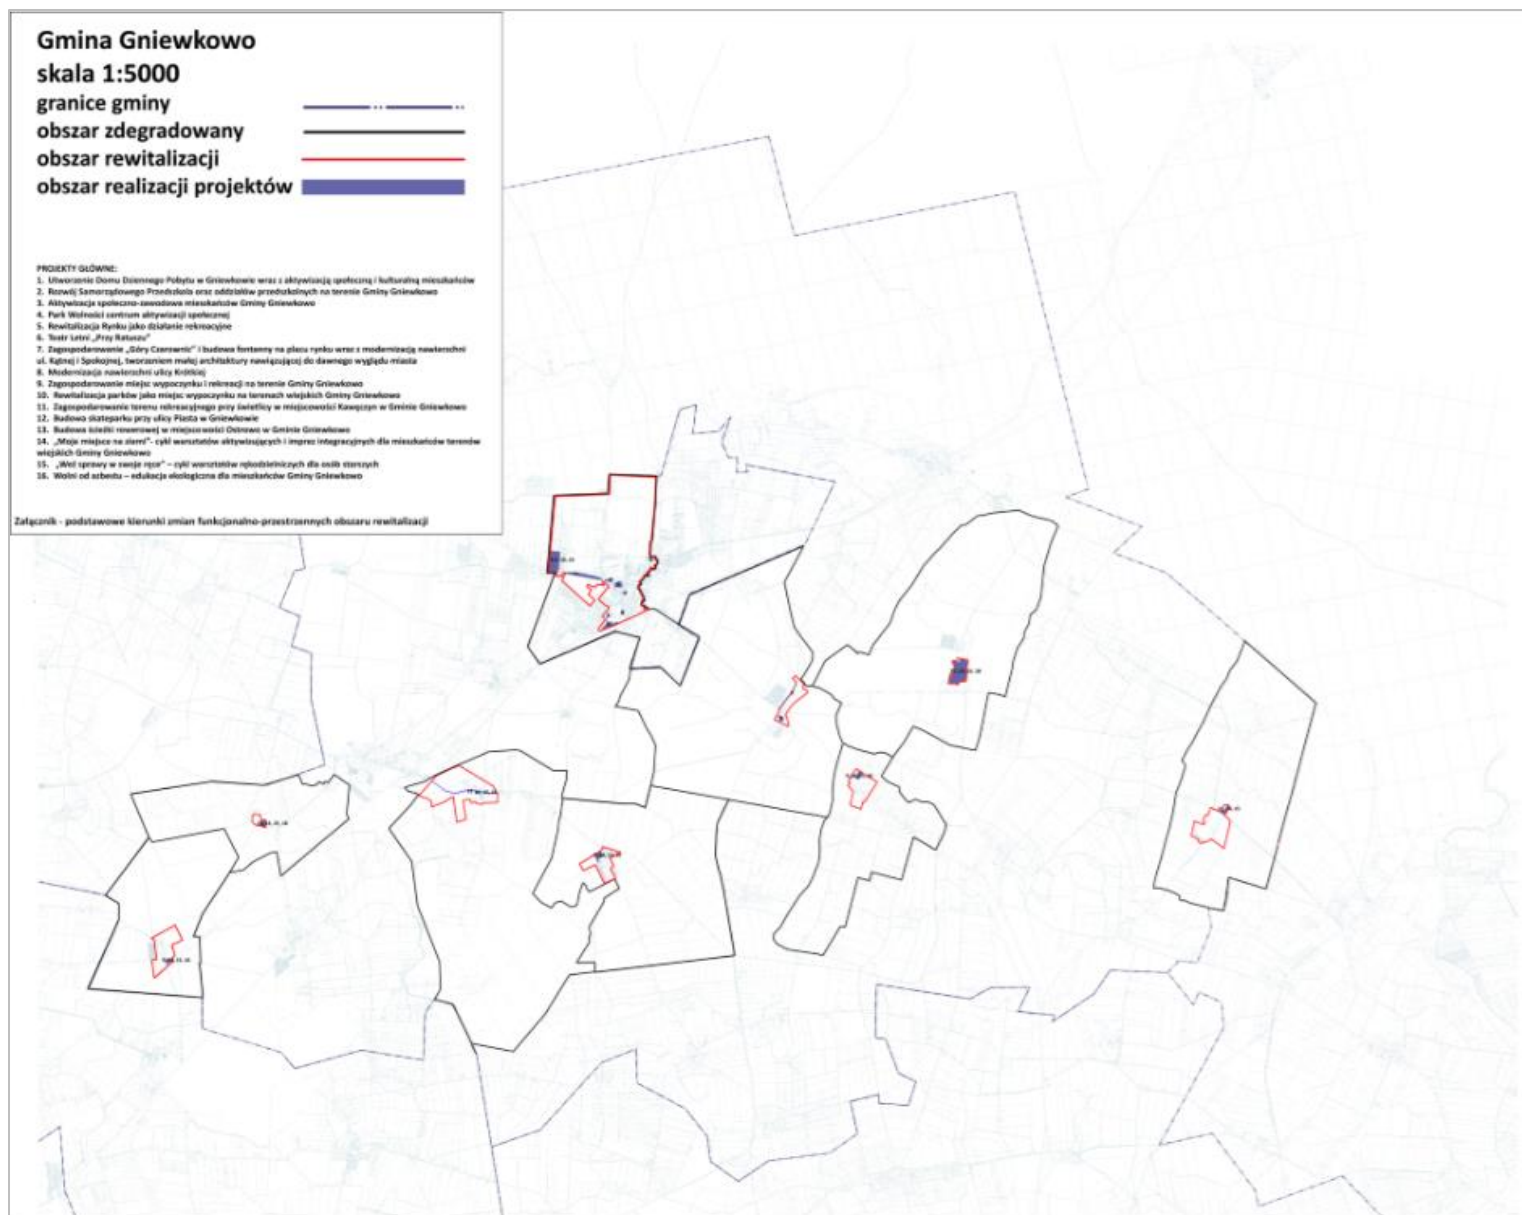 Gmina Gniewkowo
skala 1:5000
granice gminy
obszar zdegradowany
obszar rewitalizacji
obszar realizacji projektów
PROJEKTY GŁÓWNE:
1. Utworzenie Domu Dziennego Pobytu w Gniewkowie wraz z aktywizacją społeczną i kulturalną mieszkańców
2. Rozwój Samorządowego Przedszkola oraz oddziałów przedszkolnych na terenie Gminy Gniewkowo
3. Aktywizacja społeczno-zawodowa mieszkańców Gminy Gniewkowo
4. Park Wolności centrum aktywizacji społecznej
5. Rewitalizacja Rynku jako działanie rekreacyjne
6. Teatr Letni „Przy Ratuszu"
7. Zagospodarowanie „Góry Czarownic" i budowa fontanny na placu rynku wraz z modernizacją nawierzchni
ul. Kątnej i Spokojnej, tworzeniem małej architektury nawiązującej do dawnego wyglądu miasta
8. Modernizacja nawierzchni ulicy Krótkiej
9. Zagospodarowanie miejsc wypoczynku i rekreacji na terenie Gminy Gniewkowo
10. Rewitalizacja parków jako miejsc wypoczynku na terenach wiejskich Gminy Gniewkowo
11. Zagospodarowanie terenu rekreacyjnego przy świetlicy w miejscowości Kawęczyn w Gminie Gniewkowo
12. Budowa skateparku przy ulicy Piasta w Gniewkowie
13. Budowa ścieżki rowerowej w miejscowości Ostrowo w Gminie Gniewkowo
14. „Moje miejsce na ziemi"- cykl warsztatów aktywizujących i imprez integracyjnych dla mieszkańców terenów
wiejskich Gminy Gniewkowo
15. „Weź sprawy w swoje ręce" – cykl warsztatów rękodzielniczych dla osób starszych
16. Wolni od azbestu – edukacja ekologiczna dla mieszkańców Gminy Gniewkowo
Załącznik - podstawowe kierunki zmian funkcjonalno-przestrzennych obszaru rewitalizacji